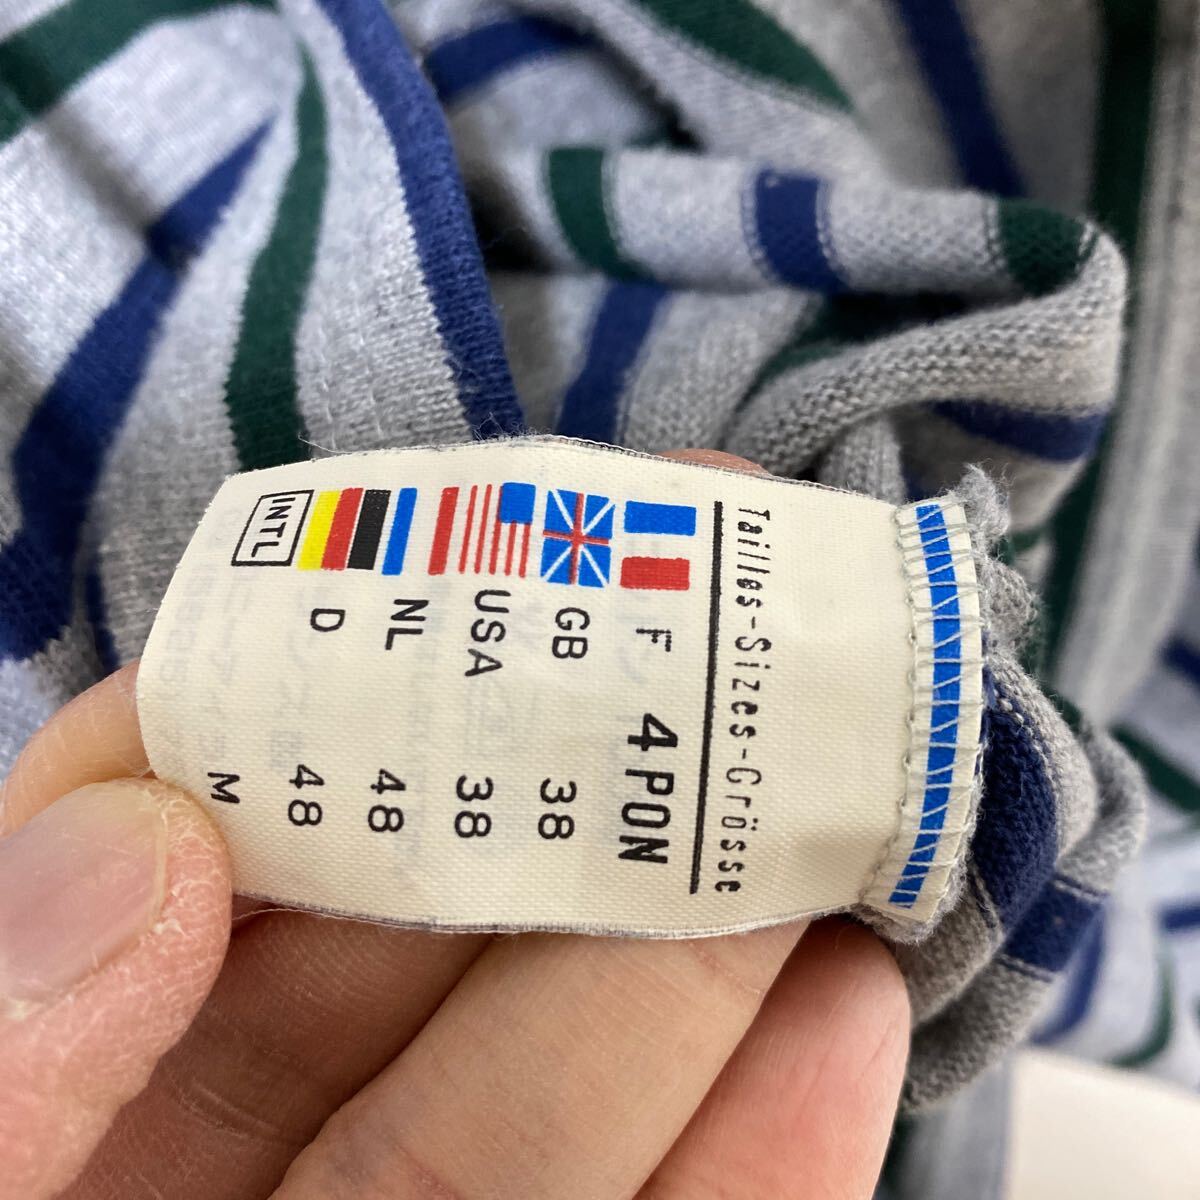 Tailles-Sizes-Grösse
F 4 PON
GB 38
USA 38
NL 48
D 48
INTL M